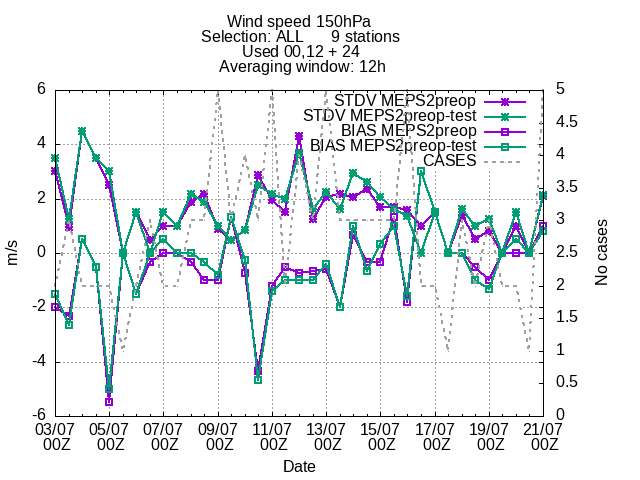 Wind speed 150hPa
Selection: ALL 9 stations
Used 00,12 + 24
Averaging window: 12h
STDV MEPS2preop
STDV MEPS2preop-test
BIAS MEPS2preop
BIAS MEPS2preop-test
CASES
6
4
2
0
-2
-4
-6
m/s
5
4.5
4
3.5
3
2.5
2
1.5
1
0.5
0
No cases
03/07 05/07 07/07 09/07 11/07 13/07 15/07 17/07 19/07 21/07
00Z 00Z 00Z 00Z 00Z 00Z 00Z 00Z 00Z 00Z
Date